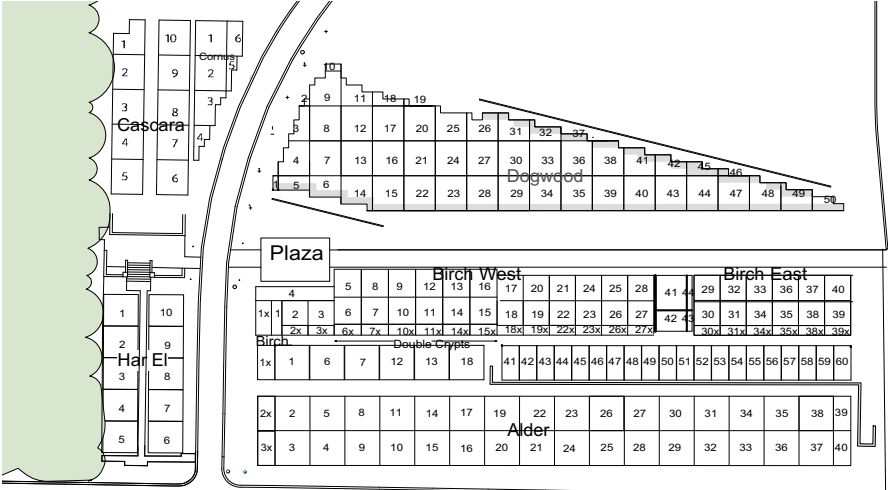 1 10 1 6
Cornus
2 9 2 5
3 8 3
Cascara
4 7 4
5 6
10
2 9 11 18 19
3 8 12 17 20 25 26 31 32 37
4 7 13 16 21 24 27 30 33 36 38 41 42 45 46
Dogwood
1 5 6 14 15 22 23 28 29 34 35 39 40 43 44 47 48 49 50
Plaza
Birch West Birch East
4 5 8 9 12 13 16 17 20 21 24 25 28 41 44 29 32 33 36 37 40
1x 1 2 3 6 7 10 11 14 15 18 19 22 23 26 27 42 43 30 31 34 35 38 39
2x 3x 6x 7x 10x 11x 14x 15x 18x 19x 22x 23x 26x 27x 30x 31x 34x 35x 38x 39x
Birch Double Crypts
1x 1 6 7 12 13 18 41 42 43 44 45 46 47 48 49 50 51 52 53 54 55 56 57 58 59 60
1 10
2 9
Har El
3 8
4 7
5 6
2x 2 5 8 11 14 17 19 22 23 26 27 30 31 34 35 38 39
Alder
3x 3 4 9 10 15 16 20 21 24 25 28 29 32 33 36 37 40